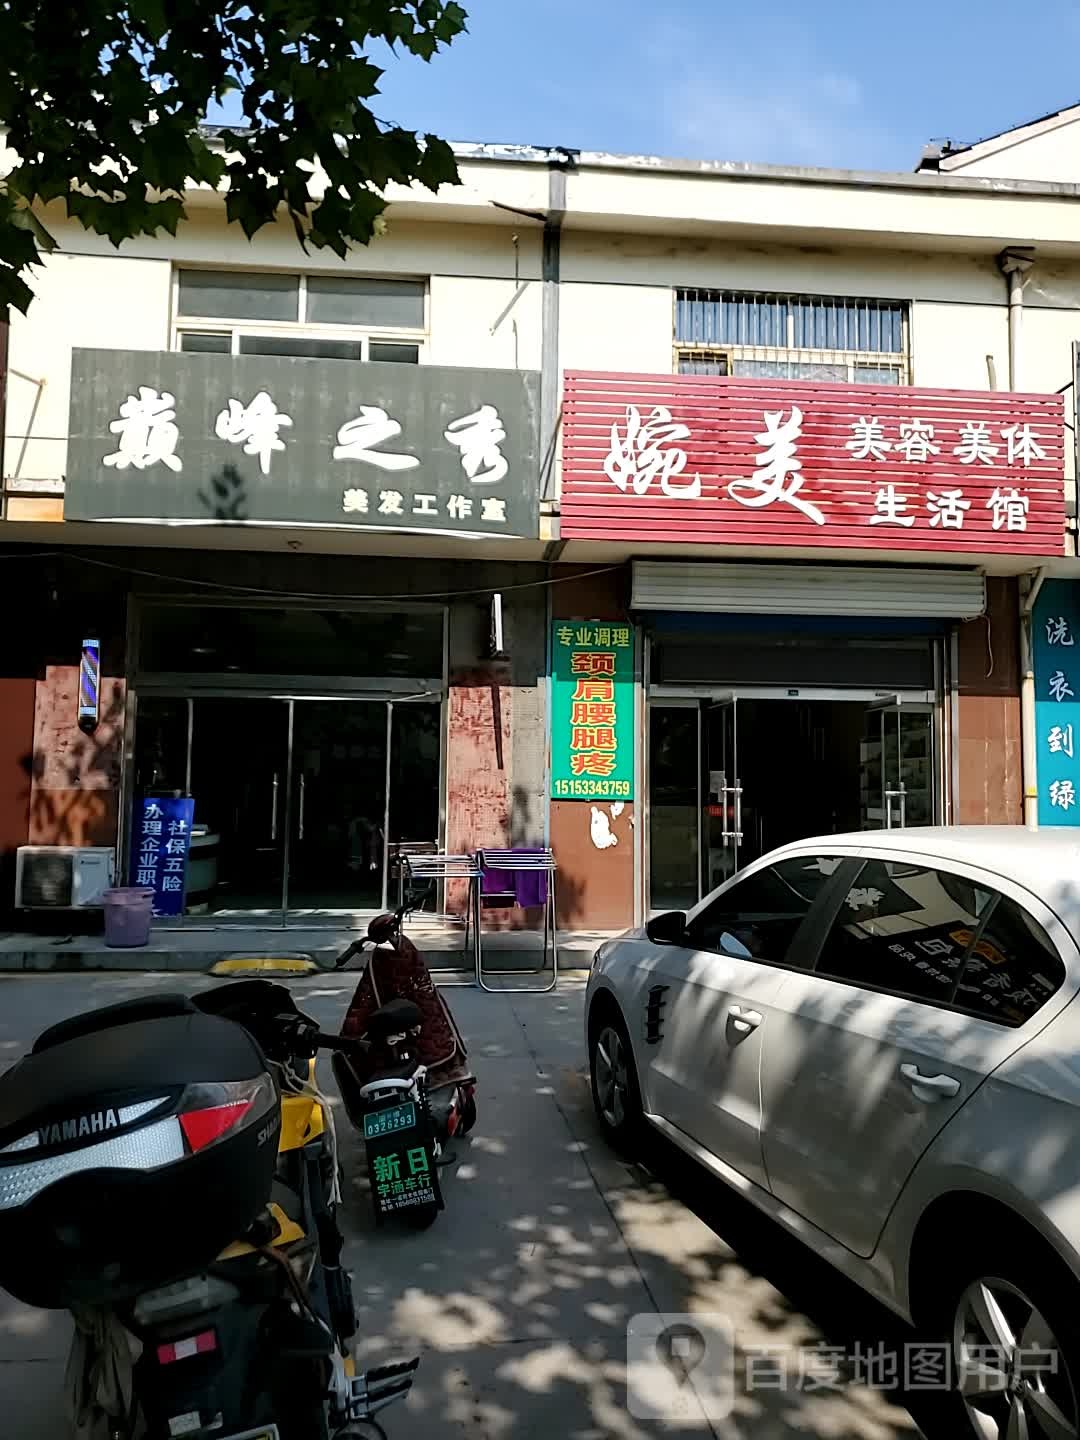 巅峰之秀
美发工作室
婉美
美容美体
生活馆
专业调理
颈肩腰腿疼
15153343759
洗衣到绿
办理企业职
社保五险
YAMAHA
0326293
新日
宇涵车行
百度地图用户